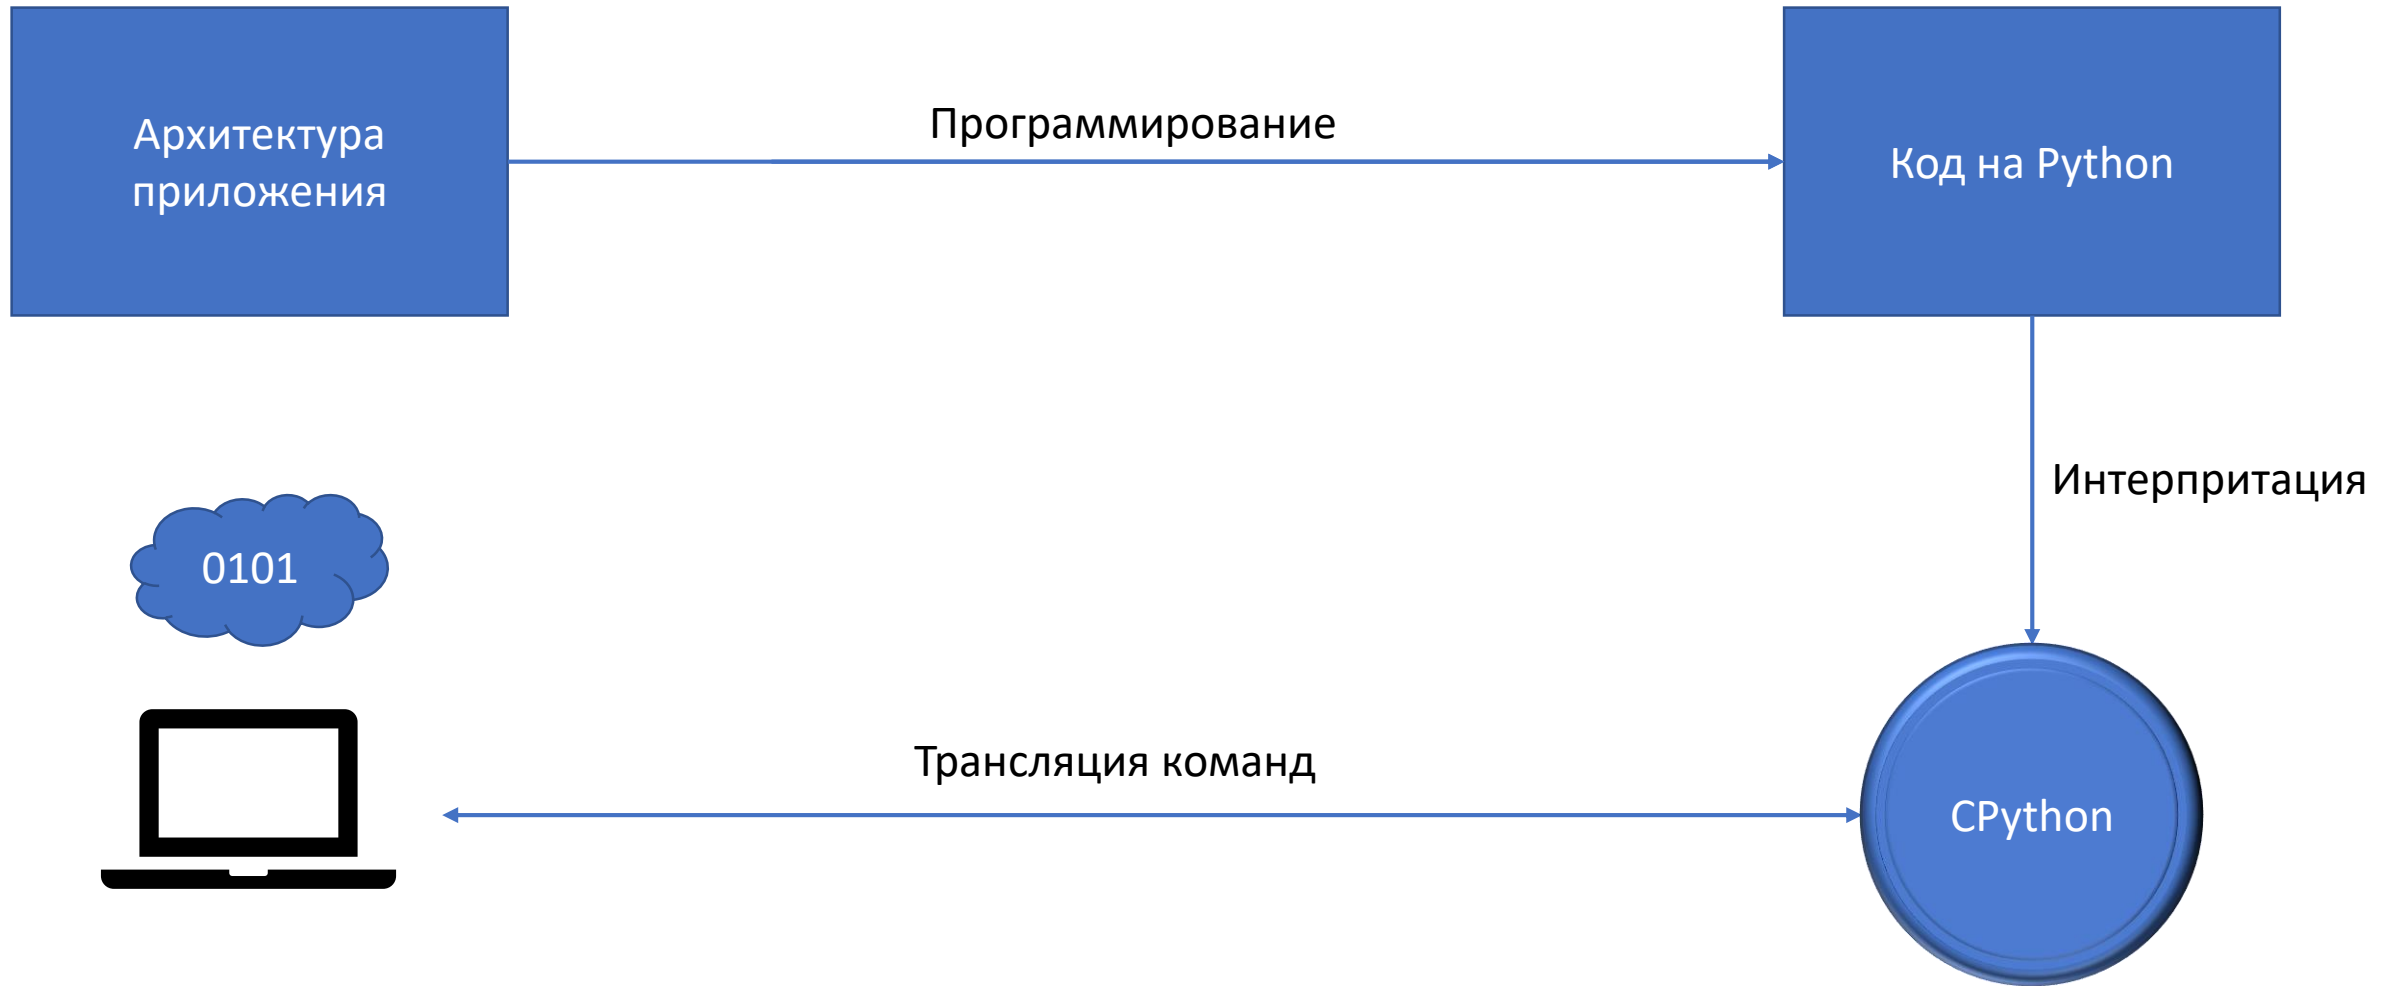 Архитектура
приложения
Программирование
Код на Python
Интерпритация
0101
Трансляция команд
CPython